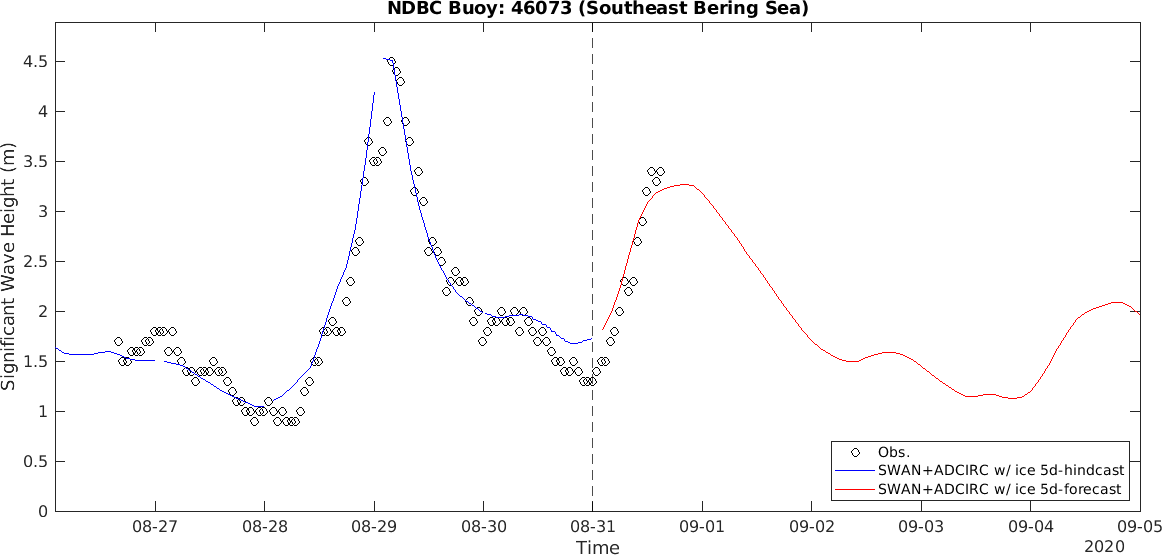 NDBC Buoy: 46073 (Southeast Bering Sea)
Significant Wave Height (m)
4.5
4
3.5
3
2.5
2
1.5
1
0.5
0
Obs.
SWAN+ADCIRC w/ ice 5d-hindcast
SWAN+ADCIRC w/ ice 5d-forecast
08-27 08-28 08-29 08-30 08-31 09-01 09-02 09-03 09-04 09-05
Time
2020